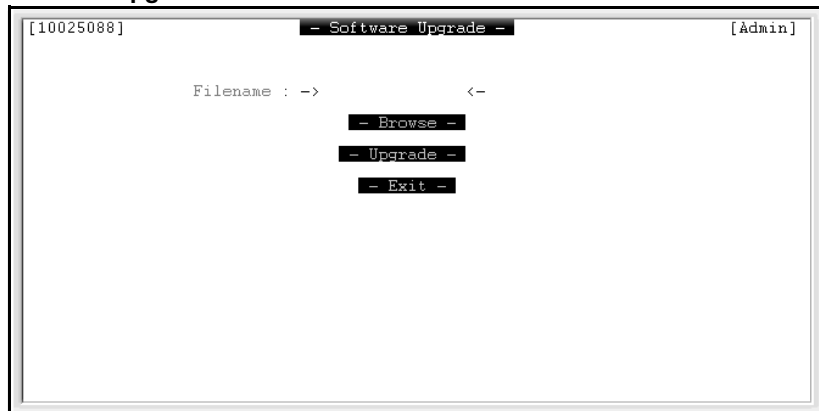 [10025088] - Software Upgrade - [Admin]
Filename : -> <-
- Browse -
- Upgrade -
- Exit -